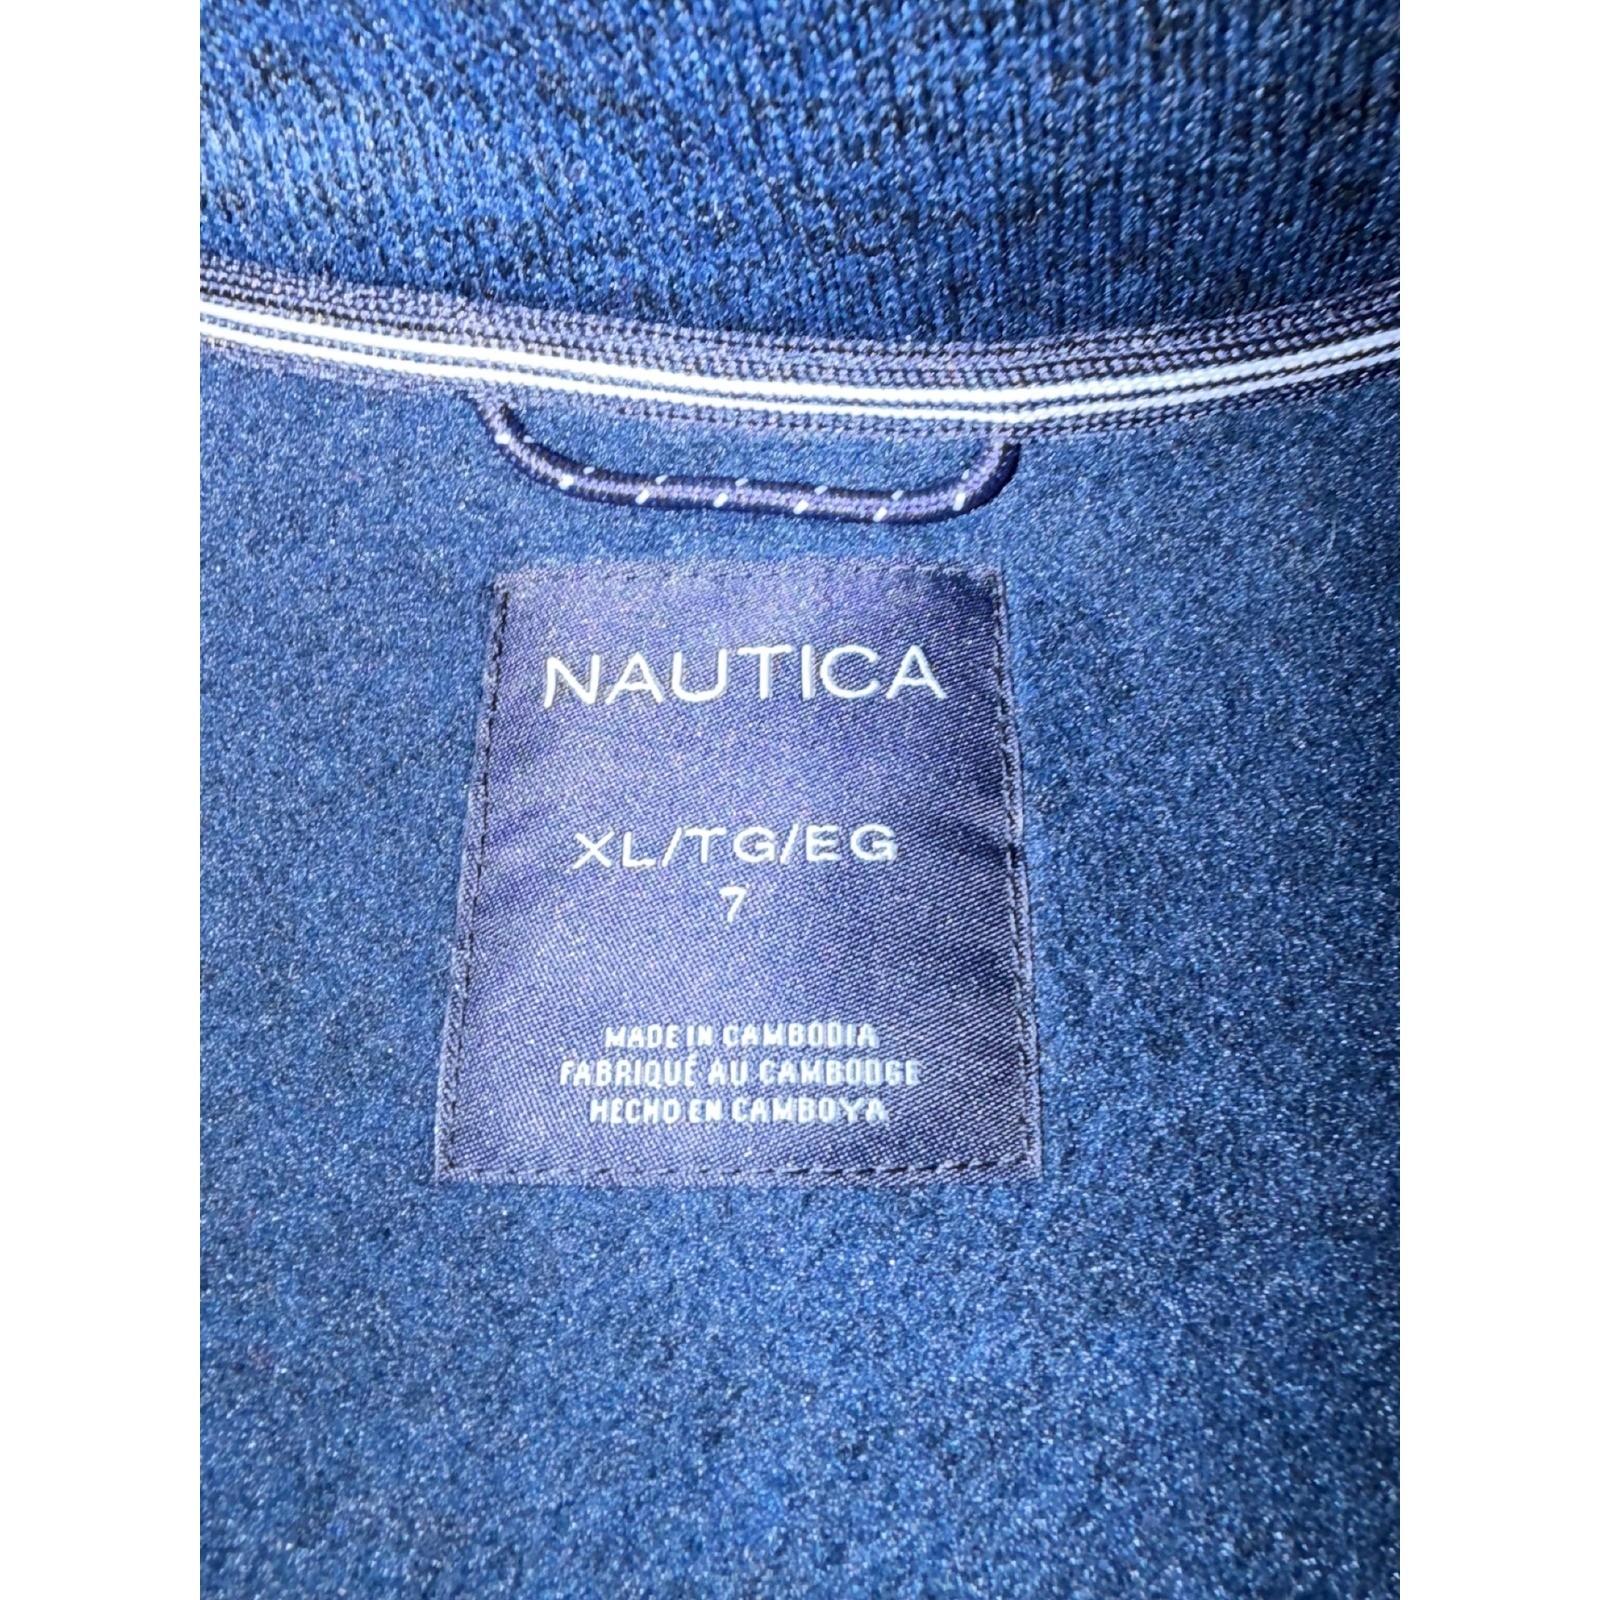 NAUTICA
XL/TG/EG
7
MADE IN CAMBODIA
FABRIQUÉ AU CAMBODGE
HECHO EN CAMBOYA